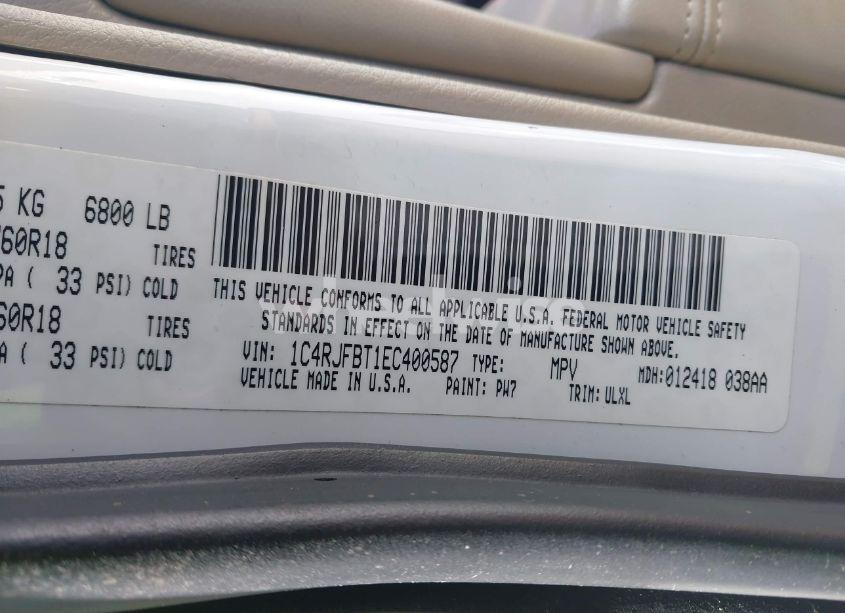 5 KG 6800 LB
60R18 TIRES
PA ( 33 PSI) COLD
60R18 TIRES
A ( 33 PSI) COLD
THIS VEHICLE CONFORMS TO ALL APPLICABLE U.S.A. FEDERAL MOTOR VEHICLE SAFETY
STANDARDS IN EFFECT ON THE DATE OF MANUFACTURE SHOWN ABOVE.
VIN: 1C4RJFBT1EC400587 TYPE: MPV MDH:012418 038AA
VEHICLE MADE IN U.S.A. PAINT: PW7 TRIM: ULXL